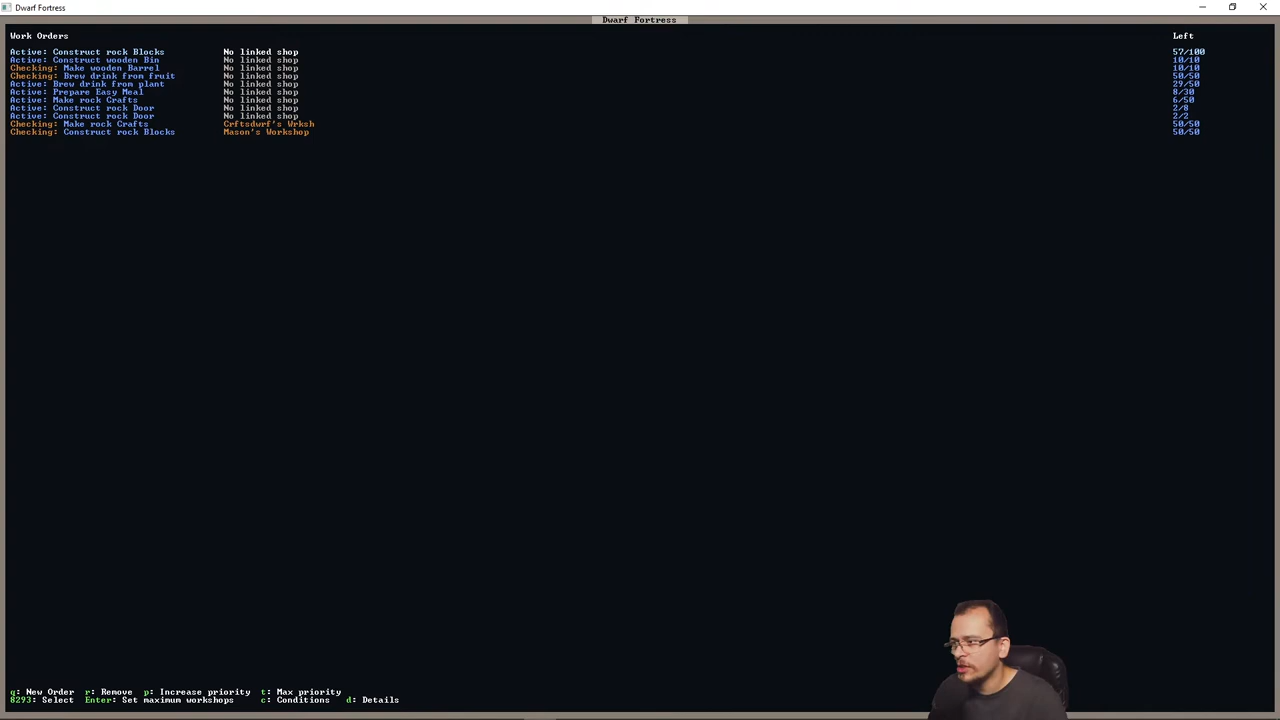 Dwarf Fortress
Dwarf Fortress
Work Orders Left
Active: Construct rock Blocks No linked shop 57/100
Active: Construct wooden Bin No linked shop 10/10
Checking: Make wooden Barrel No linked shop 10/10
Checking: Brew drink from fruit No linked shop 50/50
Active: Brew drink from plant No linked shop 29/50
Active: Prepare Easy Meal No linked shop 8/30
Active: Make rock Crafts No linked shop 6/50
Active: Construct rock Door No linked shop 2/8
Active: Construct rock Door No linked shop 2/2
Checking: Make rock Crafts Crftsdwrf's Wrksh 50/50
Checking: Construct rock Blocks Mason's Workshop 50/50
q: New Order r: Remove p: Increase priority t: Max priority
8293: Select Enter: Set maximum workshops c: Conditions d: Details